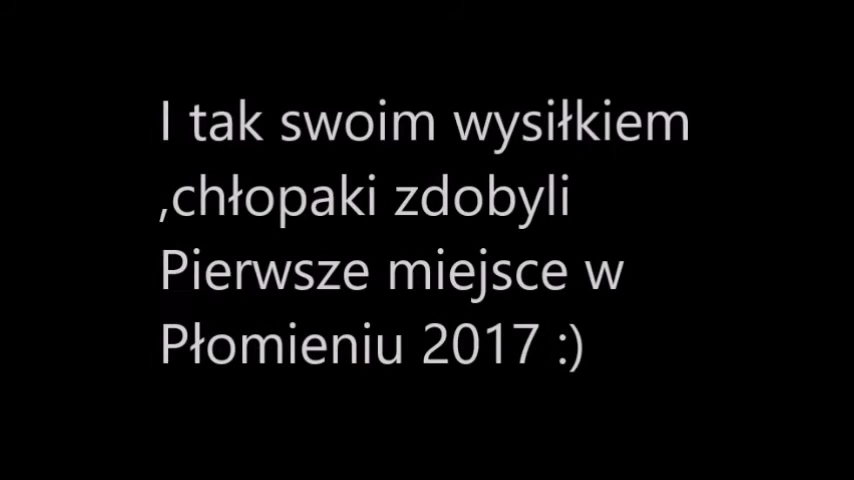 I tak swoim wysiłkiem
,chłopaki zdobyli
Pierwsze miejsce w
Płomieniu 2017 :)